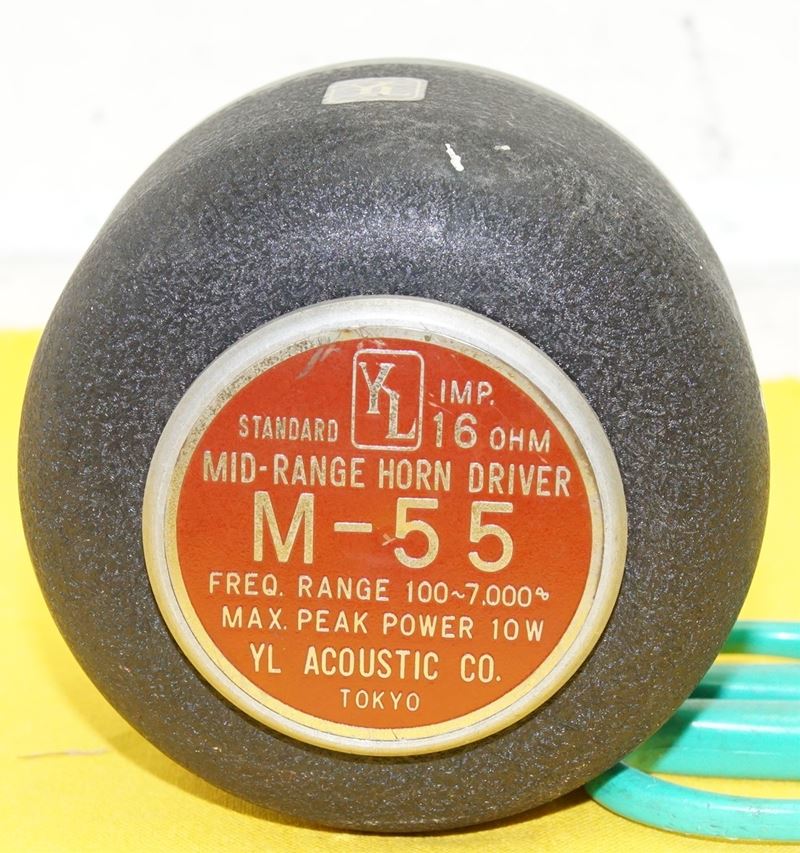 YL
YL
IMP.
STANDARD 16 OHM
MID-RANGE HORN DRIVER
M-55
FREQ. RANGE 100~7,000%
MAX. PEAK POWER 10W
YL ACOUSTIC CO.
TOKYO